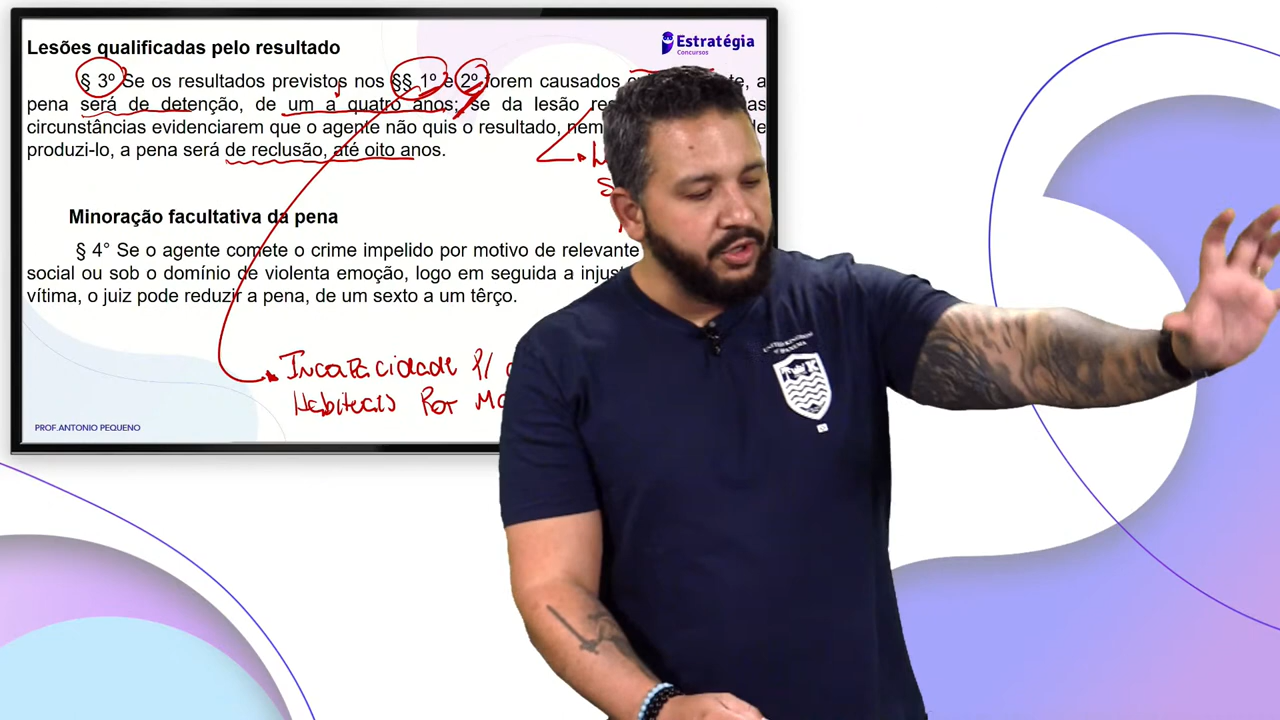 Lesões qualificadas pelo resultado
Estratégia
Concursos
§ 3º Se os resultados previstos nos §§ 1º e 2º forem causados a
pena será de detenção, de um a quatro anos; se da lesão
circunstâncias evidenciarem que o agente não quis o resultado, nem
produzi-lo, a pena será de reclusão, até oito anos.
Minoração facultativa da pena
§ 4° Se o agente comete o crime impelido por motivo de relevante
social ou sob o domínio de violenta emoção, logo em seguida a
vítima, o juiz pode reduzir a pena, de um sexto a um têrço.
Incapacidade p/
Habituais Por
PROF.ANTONIO PEQUENO